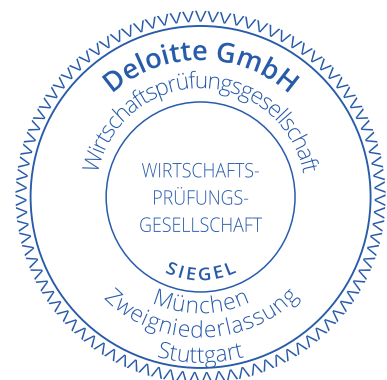 Deloitte GmbH
Wirtschaftsprüfungsgesellschaft
WIRTSCHAFTS-
PRÜFUNGS-
GESELLSCHAFT
SIEGEL
München
Zweigniederlassung
Stuttgart